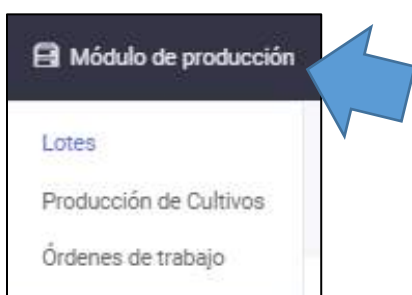 Módulo de producción
Lotes
Producción de Cultivos
Órdenes de trabajo